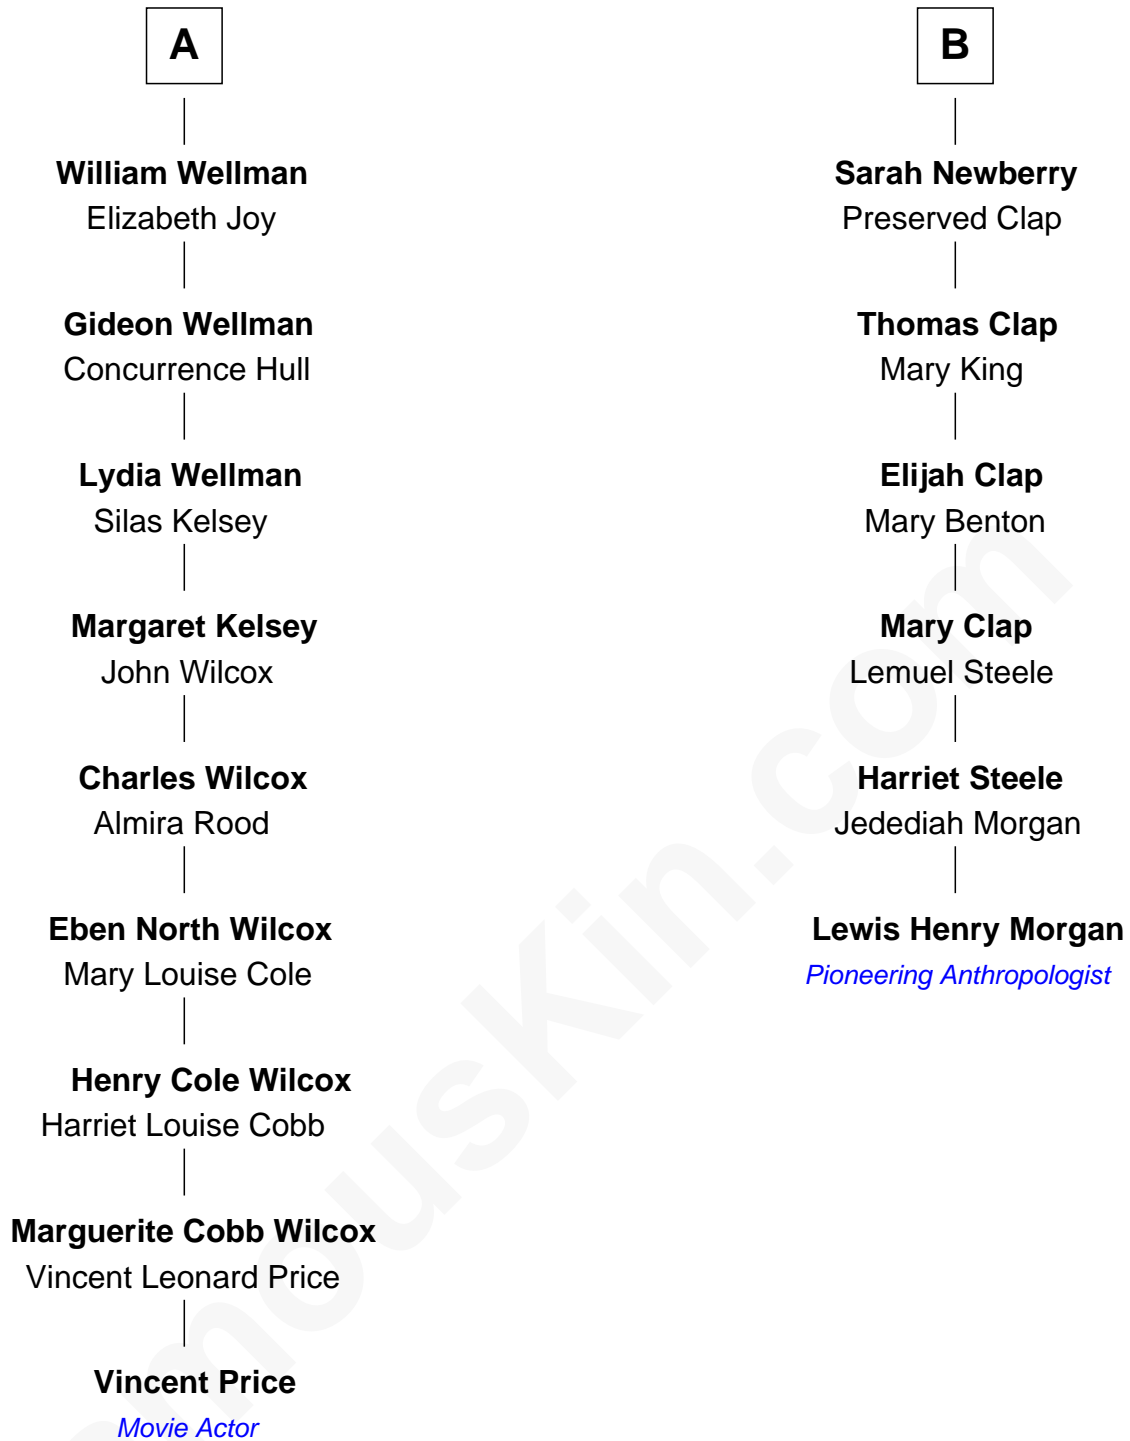 A
William Wellman
Elizabeth Joy
Gideon Wellman
Concurrence Hull
Lydia Wellman
Silas Kelsey
Margaret Kelsey
John Wilcox
Charles Wilcox
Almira Rood
Eben North Wilcox
Mary Louise Cole
Henry Cole Wilcox
Harriet Louise Cobb
Marguerite Cobb Wilcox
Vincent Leonard Price
Vincent Price
Movie Actor
B
Sarah Newberry
Preserved Clap
Thomas Clap
Mary King
Elijah Clap
Mary Benton
Mary Clap
Lemuel Steele
Harriet Steele
Jedediah Morgan
Lewis Henry Morgan
Pioneering Anthropologist
mouskin.com